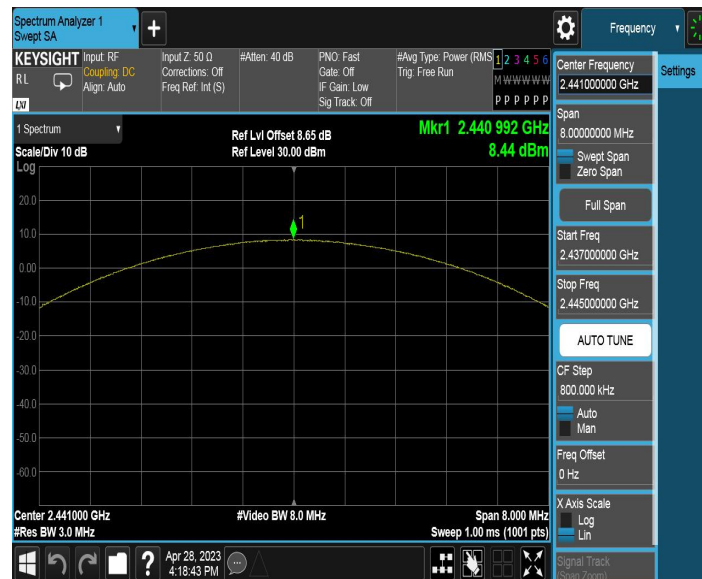 Spectrum Analyzer 1
Swept SA
+
Frequency
KEYSIGHT
RL
LXI
Input: RF
Coupling: DC
Align: Auto
Input Z: 50 Ω
Corrections: Off
Freq Ref: Int (S)
#Atten: 40 dB
PNO: Fast
Gate: Off
IF Gain: Low
Sig Track: Off
#Avg Type: Power (RMS
Trig: Free Run
1 2 3 4 5 6
M W W W W W
P P P P P P
Settings
1 Spectrum
Scale/Div 10 dB
Log
Ref Lvl Offset 8.65 dB
Ref Level 30.00 dBm
Mkr1 2.440 992 GHz
8.44 dBm
1
20.0
10.0
0.00
-10.0
-20.0
-30.0
-40.0
-50.0
-60.0
Center 2.441000 GHz
#Res BW 3.0 MHz
#Video BW 8.0 MHz
Span 8.000 MHz
Sweep 1.00 ms (1001 pts)
Center Frequency
2.441000000 GHz
Span
8.00000000 MHz
Swept Span
Zero Span
Full Span
Start Freq
2.437000000 GHz
Stop Freq
2.445000000 GHz
AUTO TUNE
CF Step
800.000 kHz
Auto
Man
Freq Offset
0 Hz
X Axis Scale
Log
Lin
Signal Track
(Span Zoom)
?
Apr 28, 2023
4:18:43 PM